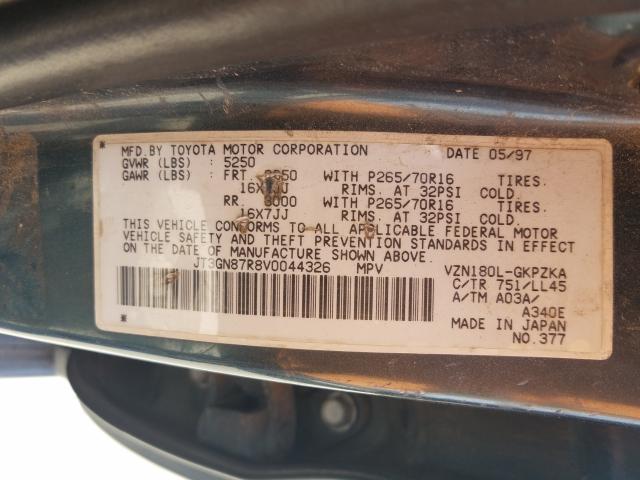 MFD.BY TOYOTA MOTOR CORPORATION DATE 05/97
GVWR (LBS) : 5250
GAWR (LBS) : FRT. WITH P265/70R16 TIRES.
16X7JJ RIMS. AT 32PSI COLD.
RR. 3000 WITH P265/70R16 TIRES.
16X7JJ RIMS. AT 32PSI COLD.
THIS VEHICLE CONFORMS TO ALL APPLICABLE FEDERAL MOTOR
VEHICLE SAFETY AND THEFT PREVENTION STANDARDS IN EFFECT
ON THE DATE OF MANUFACTURE SHOWN ABOVE.
JT3GN87R8V0044326 MPV VZN180L-GKPZKA
C/TR 751/LL45
A/TM A03A/
A340E
MADE IN JAPAN
NO.377